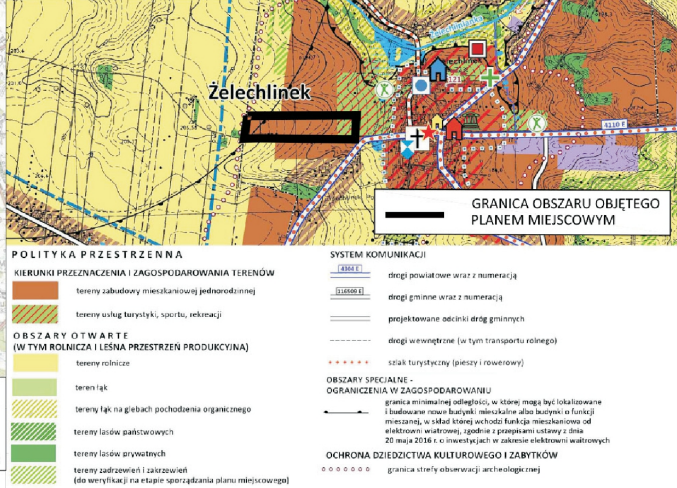 Żelechlinek
121
4110 E
GRANICA OBSZARU OBJĘTEGO
PLANEM MIEJSCOWYM
POLITYKA PRZESTRZENNA
KIERUNKI PRZEZNACZENIA I ZAGOSPODAROWANIA TERENÓW
tereny zabudowy mieszkaniowej jednorodzinnej
tereny usług turystyki, sportu, rekreacji
OBSZARY OTWARTE
(W TYM ROLNICZA I LEŚNA PRZESTRZEŃ PRODUKCYJNA)
tereny rolnicze
teren łąk
tereny łąk na glebach pochodzenia organicznego
tereny lasów państwowych
tereny lasów prywatnych
tereny zadrzewień i zakrzewień
(do weryfikacji na etapie sporządzania planu miejscowego)
SYSTEM KOMUNIKACJI
drogi powiatowe wraz z numeracją
116509 E
drogi gminne wraz z numeracją
projektowane odcinki dróg gminnych
drogi wewnętrzne (w tym transportu rolnego)
szlak turystyczny (pieszy i rowerowy)
OBSZARY SPECJALNE -
OGRANICZENIA W ZAGOSPODAROWANIU
granica minimalnej odległości, w której mogą być lokalizowane
i budowane nowe budynki mieszkalne albo budynki o funkcji
mieszanej, w skład której wchodzi funkcja mieszkaniowa od
elektrowni wiatrowej, zgodnie z przepisami ustawy z dnia
20 maja 2016 r. o inwestycjach w zakresie elektrowni wiatrowych
OCHRONA DZIEDZICTWA KULTUROWEGO I ZABYTKÓW
granica strefy obserwacji archeologicznej